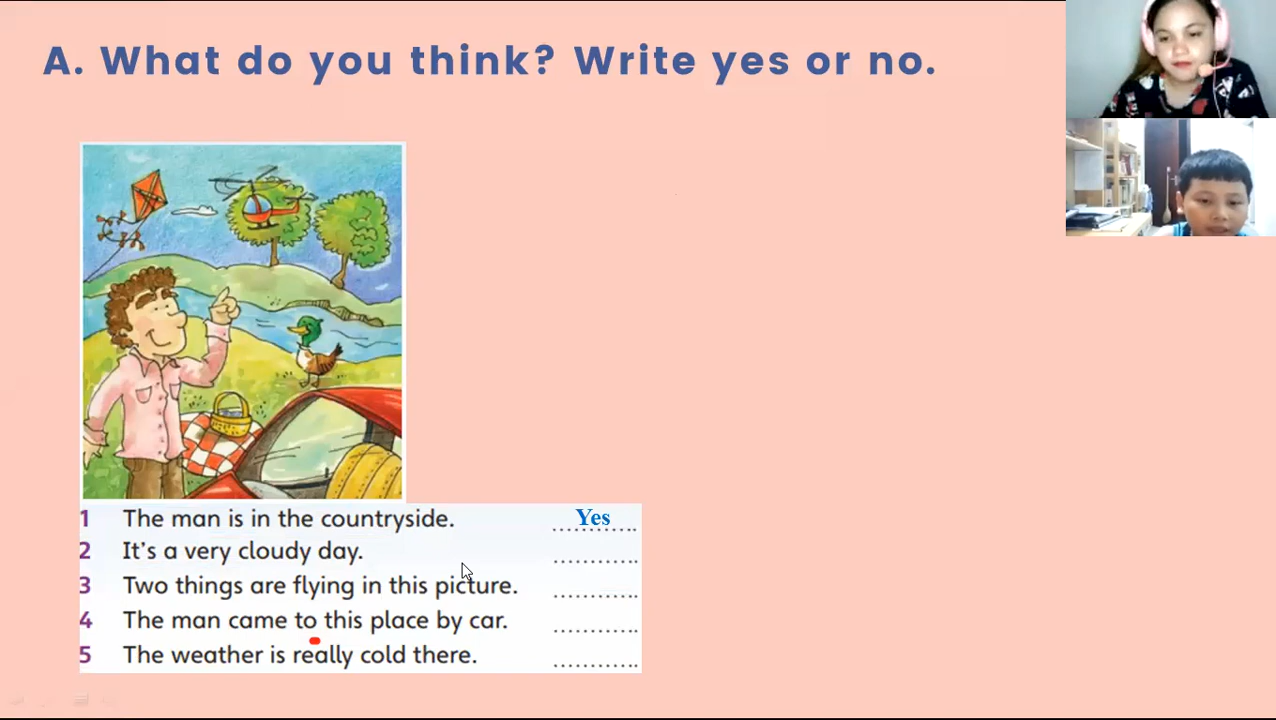 A. What do you think? Write yes or no.
1 The man is in the countryside. Yes
2 It's a very cloudy day. ............
3 Two things are flying in this picture. ............
4 The man came to this place by car. ............
5 The weather is really cold there. ............